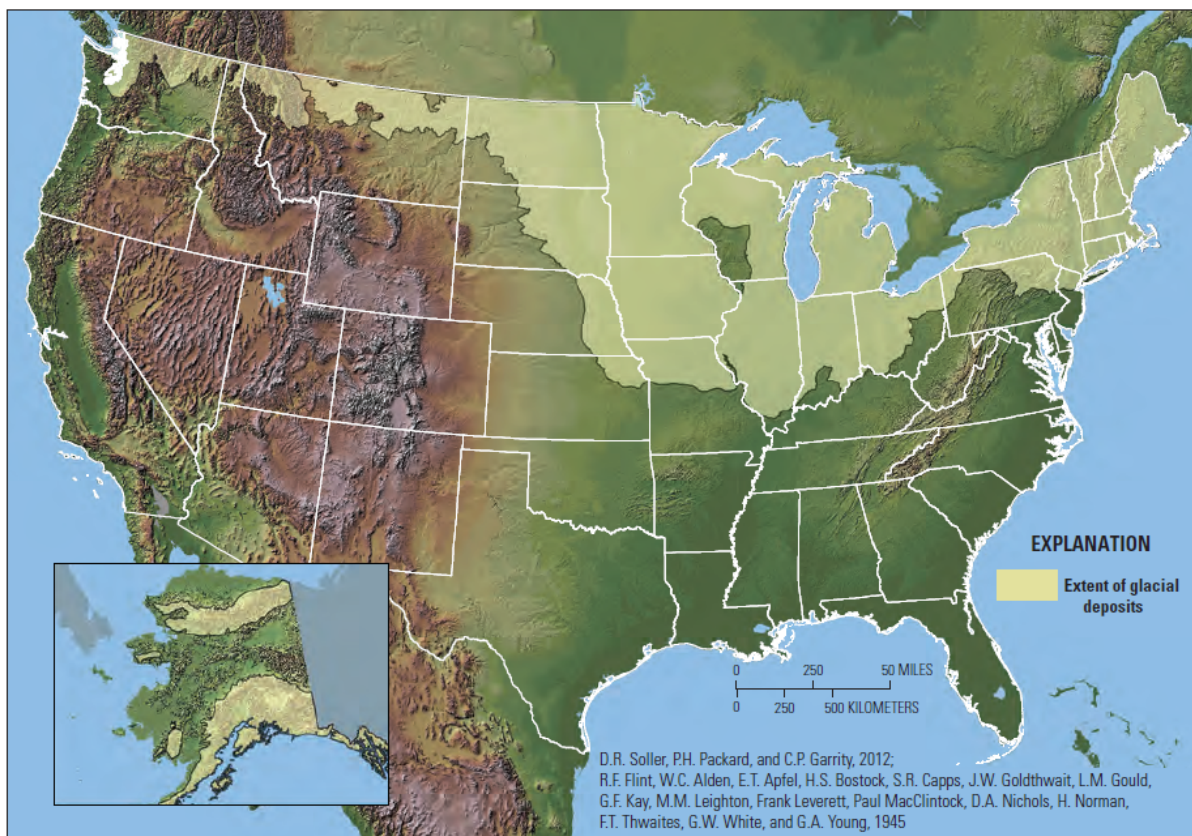 EXPLANATION
Extent of glacial
deposits
0 250 50 MILES
0 250 500 KILOMETERS
D.R. Soller, P.H. Packard, and C.P. Garrity, 2012;
R.F. Flint, W.C. Alden, E.T. Apfel, H.S. Bostock, S.R. Capps, J.W. Goldthwait, L.M. Gould,
G.F. Kay, M.M. Leighton, Frank Leverett, Paul MacClintock, D.A. Nichols, H. Norman,
F.T. Thwaites, G.W. White, and G.A. Young, 1945